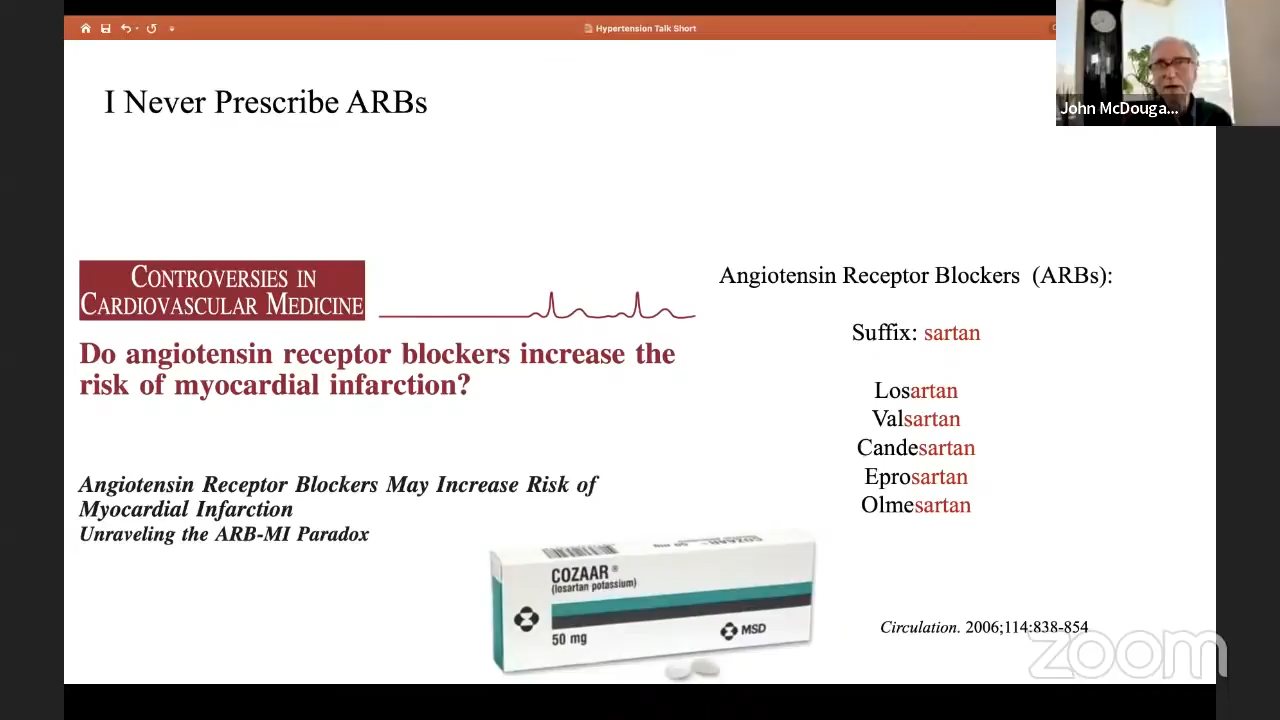 Hypertension Talk Short
John McDouga...
I Never Prescribe ARBs
CONTROVERSIES IN
CARDIOVASCULAR MEDICINE
Do angiotensin receptor blockers increase the
risk of myocardial infarction?
Angiotensin Receptor Blockers May Increase Risk of
Myocardial Infarction
Unraveling the ARB-MI Paradox
Angiotensin Receptor Blockers (ARBs):
Suffix: sartan
Losartan
Valsartan
Candesartan
Eprosartan
Olmesartan
COZAAR®
50 mg
COZAAR®
(losartan potassium)
50 mg
MSD
Circulation. 2006;114:838-854
zoom